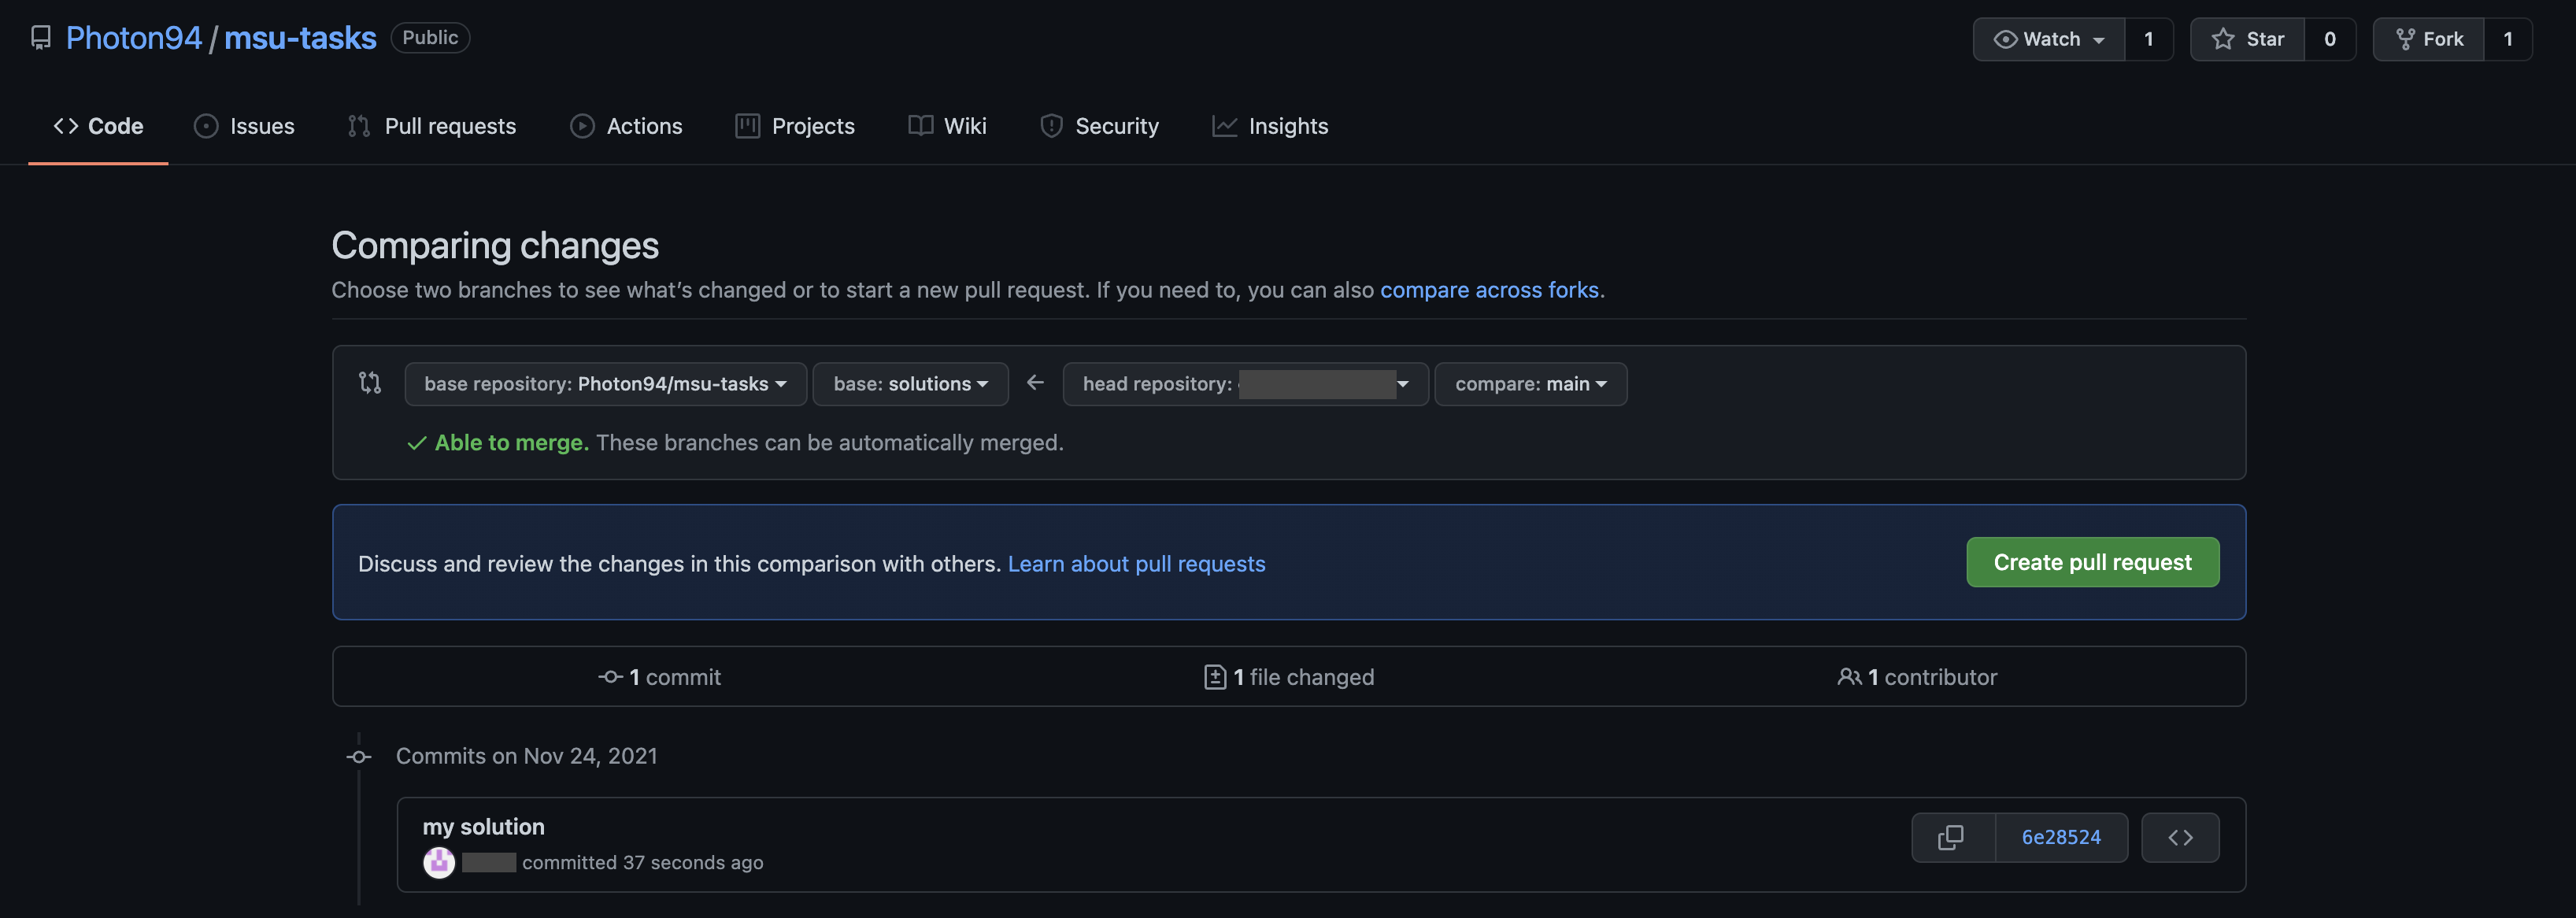 Photon94 / msu-tasks Public
Watch 1 Star 0 Fork 1
Code Issues Pull requests Actions Projects Wiki Security Insights
Comparing changes
Choose two branches to see what’s changed or to start a new pull request. If you need to, you can also compare across forks.
base repository: Photon94/msu-tasks base: solutions ← head repository: compare: main
Able to merge. These branches can be automatically merged.
Discuss and review the changes in this comparison with others. Learn about pull requests
Create pull request
1 commit 1 file changed 1 contributor
Commits on Nov 24, 2021
my solution
6e28524
committed 37 seconds ago